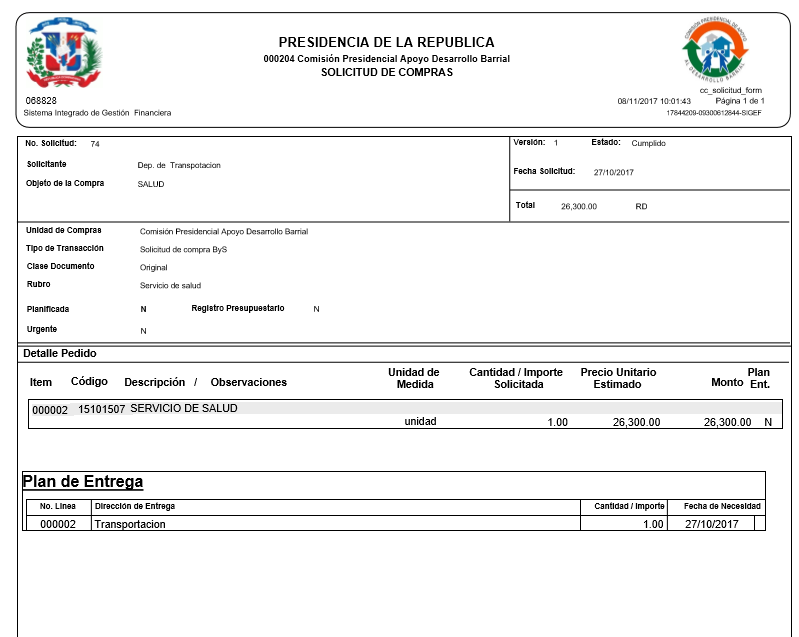 PRESIDENCIA DE LA REPUBLICA
000204 Comisión Presidencial Apoyo Desarrollo Barrial
SOLICITUD DE COMPRAS
COMISIÓN PRESIDENCIAL DE APOYO
AL DESARROLLO BARRIAL
cc_solicitud_form
068828
08/11/2017 10:01:43 Página 1 de 1
Sistema Integrado de Gestión Financiera
17844209-09300612844-SIGEF
No. Solicitud: 74
Versión: 1 Estado: Cumplido
Solicitante Dep. de Transpotacion
Fecha Solicitud: 27/10/2017
Objeto de la Compra SALUD
Total 26,300.00 RD
Unidad de Compras Comisión Presidencial Apoyo Desarrollo Barrial
Tipo de Transacción Solicitud de compra ByS
Clase Documento Original
Rubro Servicio de salud
Planificada N Registro Presupuestario N
Urgente N
Detalle Pedido
Item Código Descripción / Observaciones Unidad de Medida Cantidad / Importe Solicitada Precio Unitario Estimado Monto Plan Ent.
000002 15101507 SERVICIO DE SALUD
unidad 1.00 26,300.00 26,300.00 N
Plan de Entrega
No. Linea Dirección de Entrega Cantidad / Importe Fecha de Necesidad
000002 Transportacion 1.00 27/10/2017